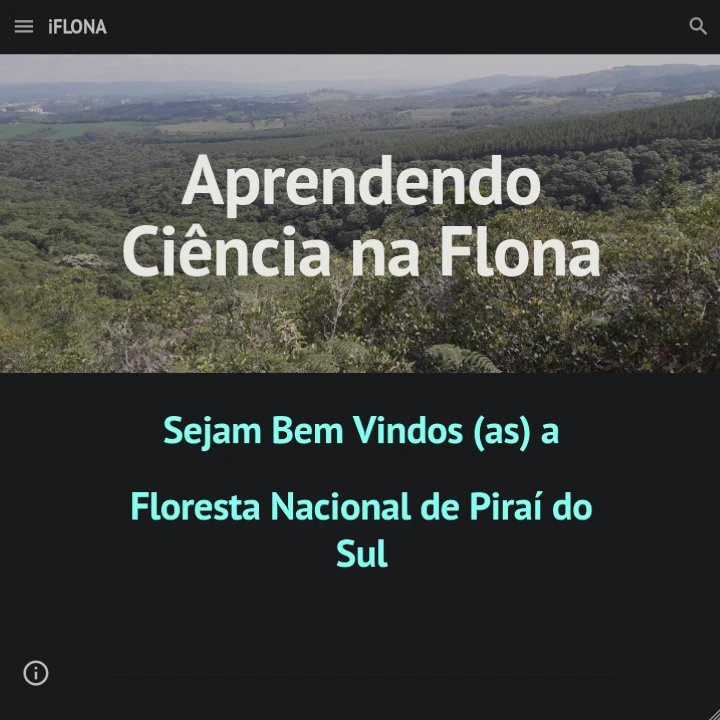 iFLONA
Aprendendo
Ciência na Flona
Sejam Bem Vindos (as) a
Floresta Nacional de Piraí do
Sul